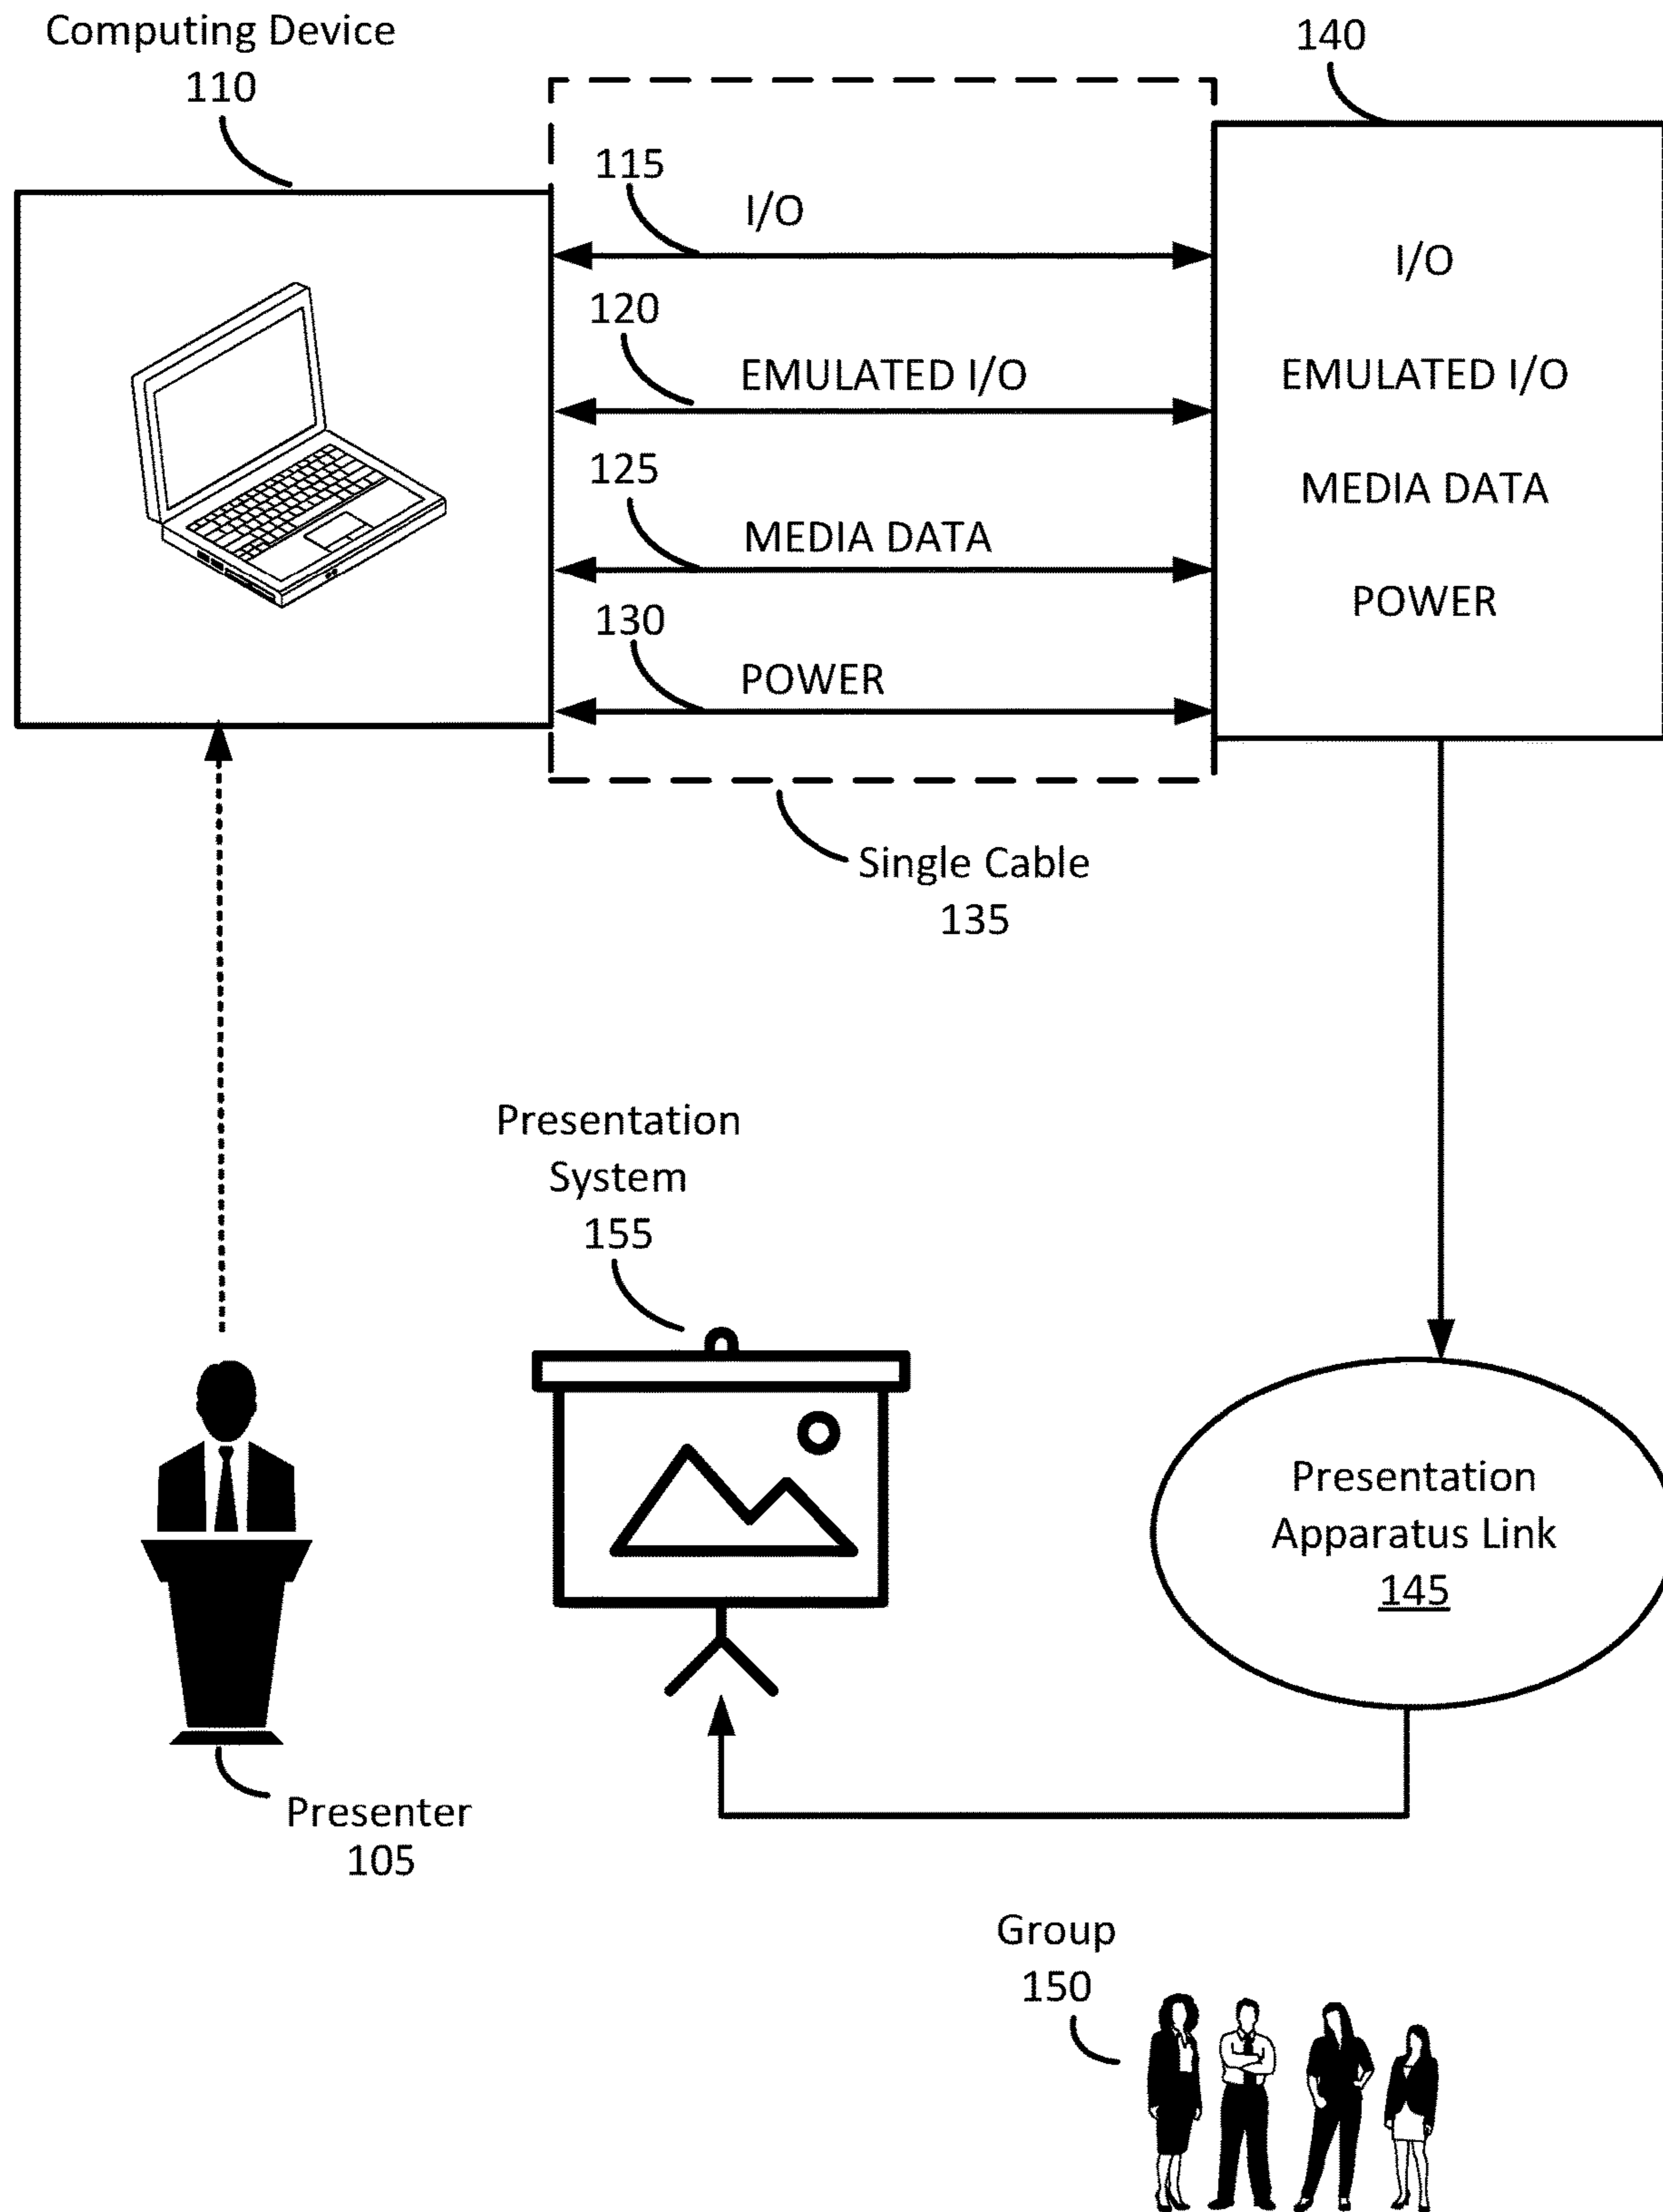 Computing Device
110
140
115
I/O
120
EMULATED I/O
125
MEDIA DATA
130
POWER
I/O
EMULATED I/O
MEDIA DATA
POWER
Single Cable
135
Presentation
System
155
Presentation
Apparatus Link
145
Presenter
105
Group
150